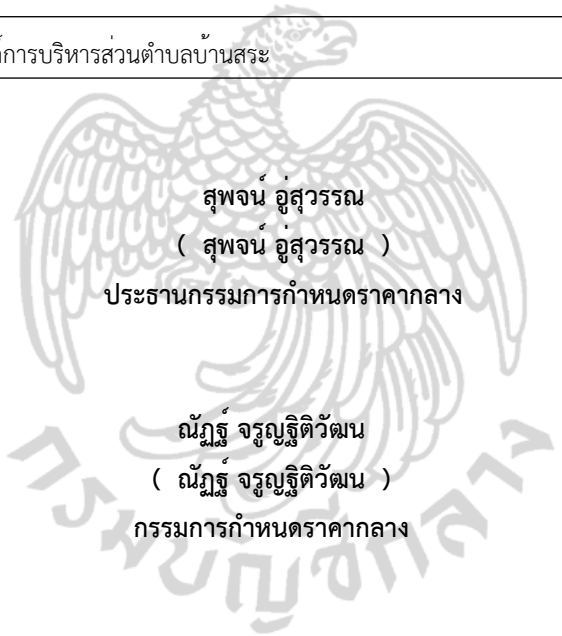 การบริหารส่วนตำบลบ้านสระ
สุพจน์ อู่สุวรรณ
( สุพจน์ อู่สุวรรณ )
ประธานกรรมการกำหนดราคากลาง
ณัฏฐ์ จรูญฐิติวัฒน
( ณัฏฐ์ จรูญฐิติวัฒน )
กรรมการกำหนดราคากลาง
กรมบัญชีกลาง